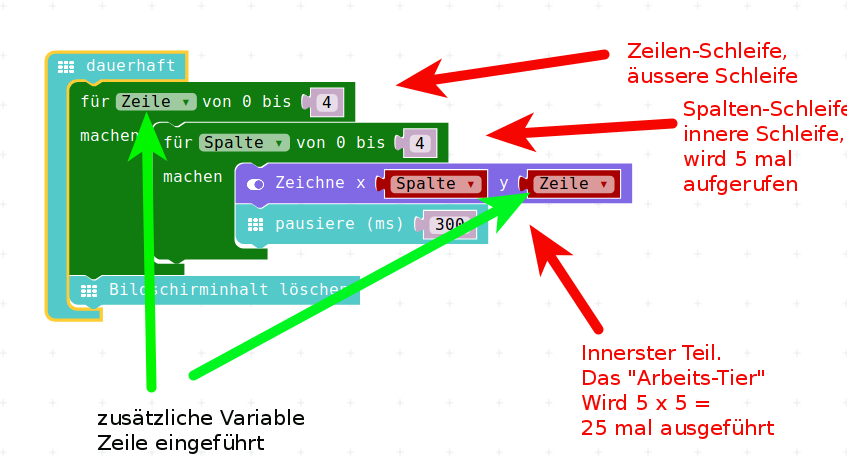 dauerhaft
für Zeile von 0 bis 4
machen
für Spalte von 0 bis 4
machen
Zeichne x Spalte y Zeile
pausiere (ms) 300
Bildschirminhalt löschen
Zeilen-Schleife,
äussere Schleife
Spalten-Schleife
innere Schleife,
wird 5 mal
aufgerufen
Innerster Teil.
Das "Arbeits-Tier"
Wird 5 x 5 =
25 mal ausgeführt
zusätzliche Variable
Zeile eingeführt